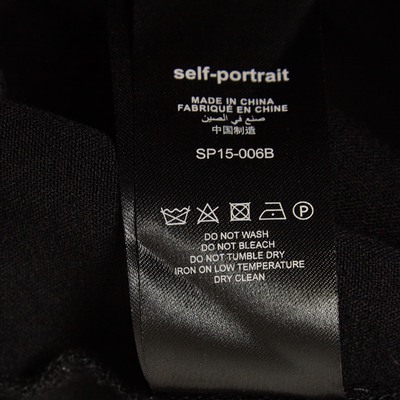 self-portrait
MADE IN CHINA
FABRIQUÉ EN CHINE
صنع في الصين
中国制造
SP15-006B
P
DO NOT WASH
DO NOT BLEACH
DO NOT TUMBLE DRY
IRON ON LOW TEMPERATURE
DRY CLEAN